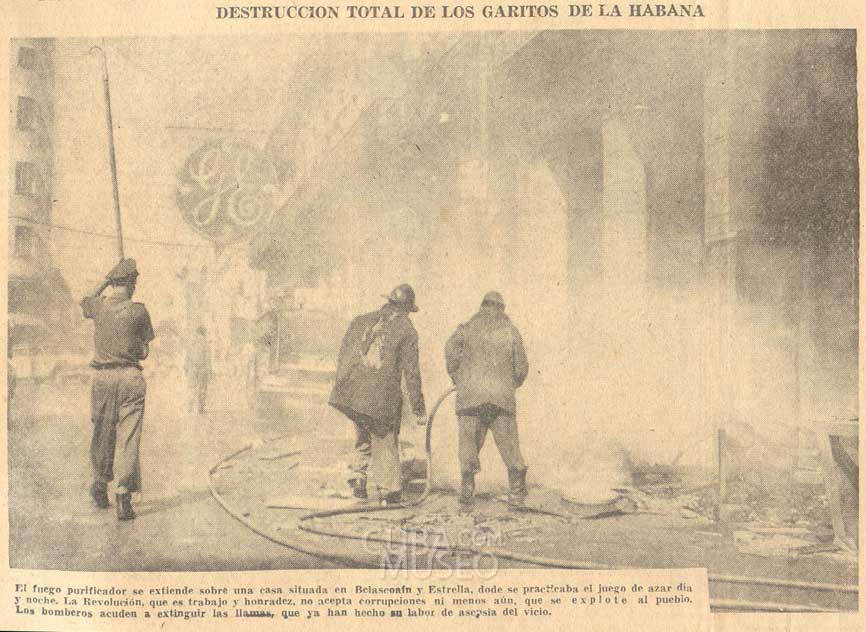 DESTRUCCION TOTAL DE LOS GARITOS DE LA HABANA
GE
CUBA.COM
MUSEO
El fuego purificador se extiende sobre una casa situada en Belascoaín y Estrella, dode se practicaba el juego de azar dia
y noche. La Revolución, que es trabajo y honradez, no acepta corrupciones ni menos aún, que se explote al pueblo.
Los bomberos acuden a extinguir las llamas, que ya han hecho su labor de asepsia del vicio.